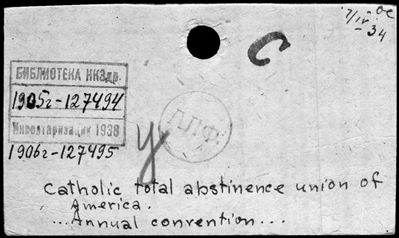 7/IV-34
С
БИБЛИОТЕКА НКЗдр.
1905г-127494
Инвентаризация 1938
1906г-127495
У
Catholic total abstinence union of
America.
...Annual convention...